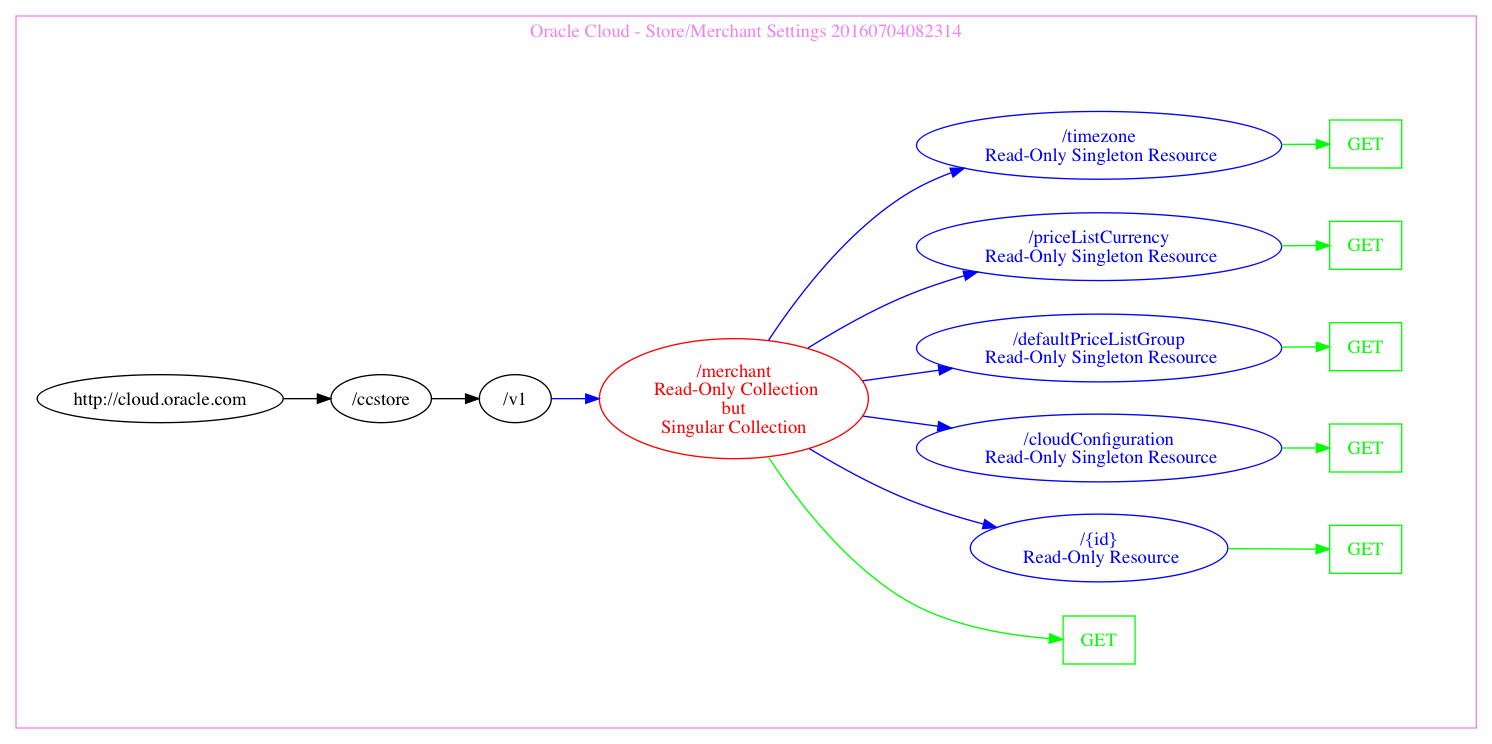 Oracle Cloud - Store/Merchant Settings 20160704082314
http://cloud.oracle.com
/ccstore
/v1
/merchant
Read-Only Collection
but
Singular Collection
/timezone
Read-Only Singleton Resource
GET
/priceListCurrency
Read-Only Singleton Resource
GET
/defaultPriceListGroup
Read-Only Singleton Resource
GET
/cloudConfiguration
Read-Only Singleton Resource
GET
/{id}
Read-Only Resource
GET
GET